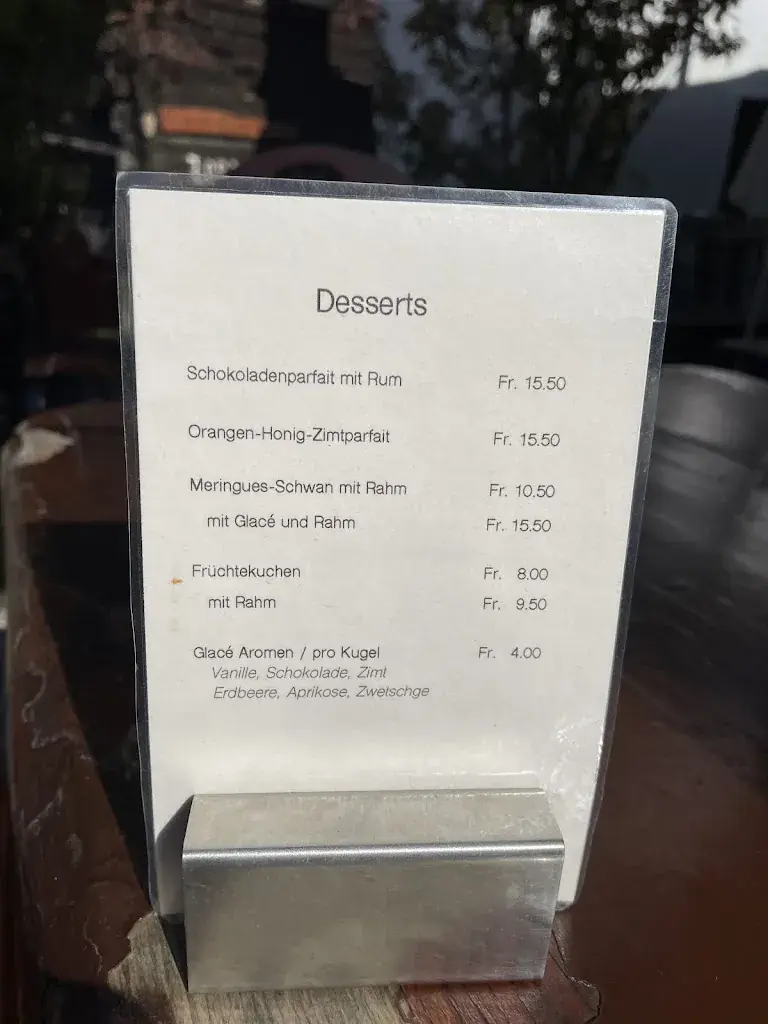 Desserts
Schokoladenparfait mit Rum Fr. 15.50
Orangen-Honig-Zimtparfait Fr. 15.50
Meringues-Schwan mit Rahm Fr. 10.50
mit Glacé und Rahm Fr. 15.50
Früchtekuchen Fr. 8.00
mit Rahm Fr. 9.50
Glacé Aromen / pro Kugel Fr. 4.00
Vanille, Schokolade, Zimt
Erdbeere, Aprikose, Zwetschge